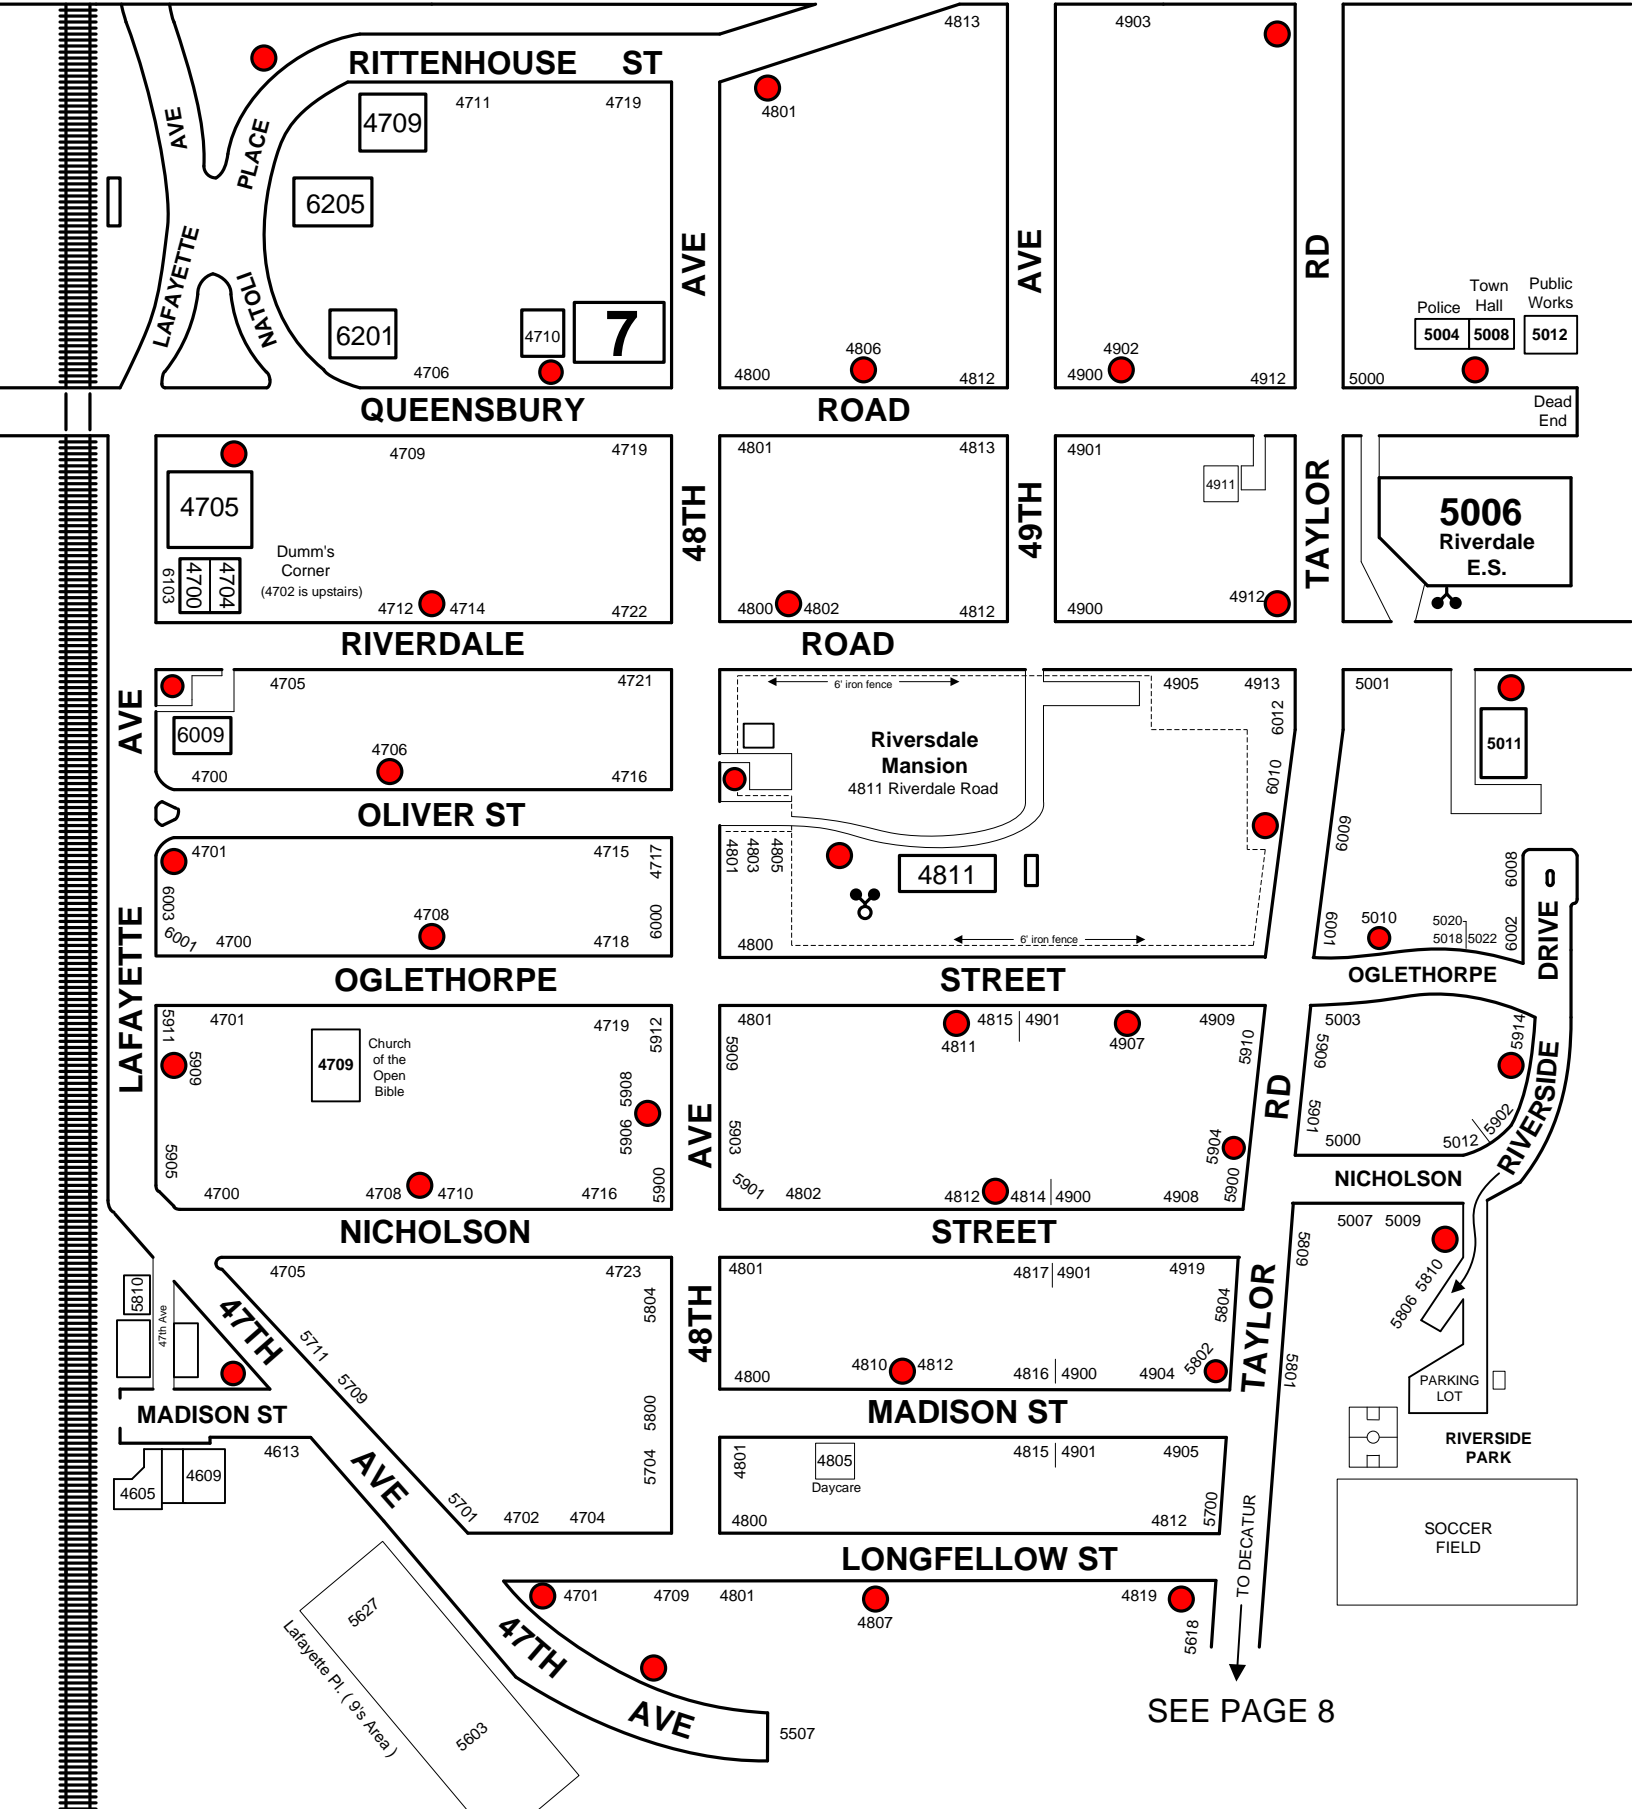 4813
4903
RITTENHOUSE ST
4711
4719
4709
4801
AVE
PLACE
6205
LAFAYETTE
NATOLI
AVE
AVE
RD
6201
4710
7
4706
4800
4806
4812
4902
4900
4912
Police
Town
Hall
Public
Works
5004
5008
5012
5000
QUEENSBURY ROAD
Dead
End
4709
4719
4801
4813
4901
4705
4911
48TH
49TH
TAYLOR
5006
Riverdale
E.S.
Dumm's
Corner
(4702 is upstairs)
6103
4700
4704
4712
4714
4722
4800
4802
4812
4900
4912
RIVERDALE ROAD
4705
4721
6' iron fence
4905
4913
5001
6012
AVE
6009
4706
4700
4716
Riversdale
Mansion
4811 Riverdale Road
6010
5011
OLIVER ST
6009
4701
4715
4717
4801
4803
4805
4811
6008
6003
6001
4700
4708
4718
6000
4800
6' iron fence
6001
5010
5020
5018
5022
6002
DRIVE
LAFAYETTE
OGLETHORPE STREET
OGLETHORPE
5911
4701
4719
5912
4801
4815
4901
4811
4907
4909
5910
5003
5914
5909
4709
Church
of the
Open
Bible
5909
5909
5908
5906
RD
RIVERSIDE
5905
5903
AVE
5904
5901
5902
5000
5012
4700
4708
4710
4716
5900
5901
4802
4812
4814
4900
4908
5900
NICHOLSON STREET
NICHOLSON
5007
5009
4705
4723
4801
4817
4901
4919
5809
5810
47th Ave
47TH
5711
5804
48TH
5804
TAYLOR
5810
5806
5709
4810
4812
5802
4800
4816
4900
4904
5801
PARKING
LOT
MADISON ST
MADISON ST
5800
4613
AVE
5704
4801
4805
Daycare
4815
4901
4905
RIVERSIDE
PARK
4609
4605
5701
4702
4704
4800
4812
5700
SOCCER
FIELD
LONGFELLOW ST
TO DECATUR
4701
4709
4801
4807
4819
5618
5627
Lafayette Pl. ( 9's Area )
47TH
AVE
5603
5507
SEE PAGE 8